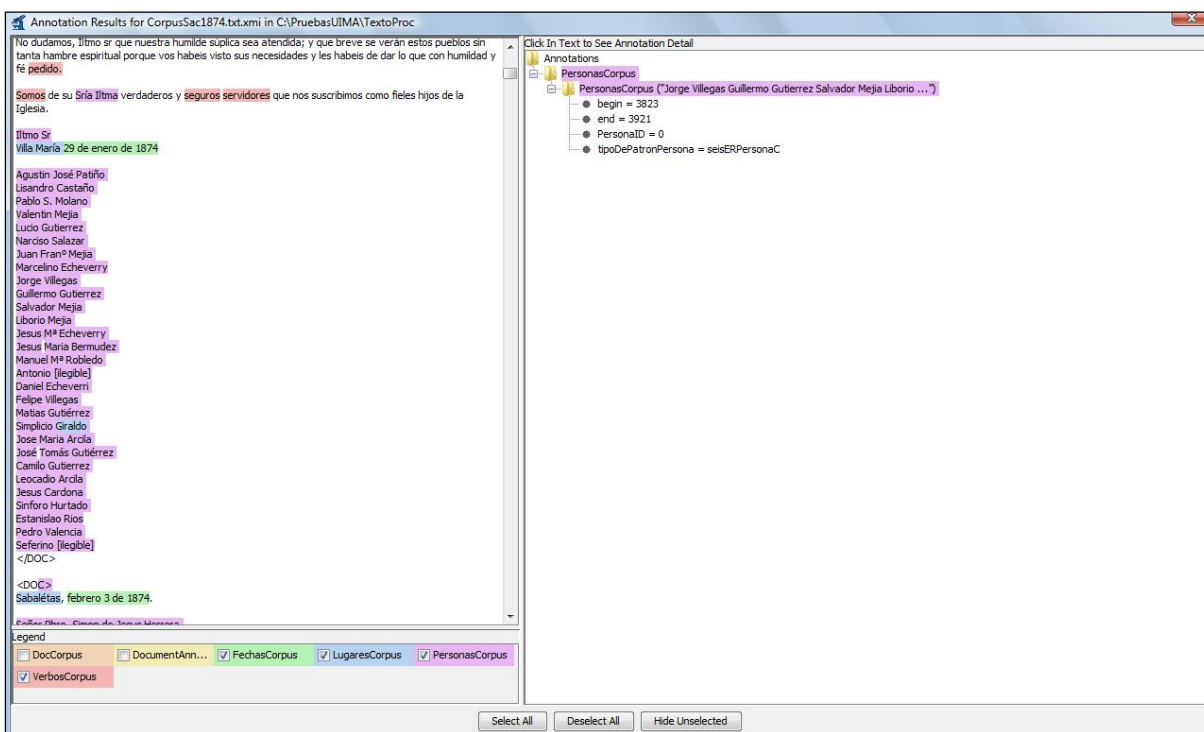 Annotation Results for CorpusSac1874.txt.xmi in C:\PruebasUIMA\TextoProc
No dudamos, Iltmo sr que nuestra humilde súplica sea atendida; y que breve se verán estos pueblos sin
tanta hambre espiritual porque vos habeis visto sus necesidades y les habeis de dar lo que con humildad y
fé pedido.
Somos de su Sría Iltma verdaderos y seguros servidores que nos suscribimos como fieles hijos de la
Iglesia.
Iltmo Sr
Villa María 29 de enero de 1874
Agustin José Patiño
Lisandro Castaño
Pablo S. Molano
Valentin Mejia
Lucio Gutierrez
Narciso Salazar
Juan Franº Mejia
Marcelino Echeverry
Jorge Villegas
Guillermo Gutierrez
Salvador Mejia
Liborio Mejia
Jesus Mª Echeverry
Jesus Maria Bermudez
Manuel Mª Robledo
Antonio [ilegible]
Daniel Echeverri
Felipe Villegas
Matias Gutiérrez
Simplicio Giraldo
Jose Maria Arcila
José Tomás Gutiérrez
Camilo Gutierrez
Leocadio Arcila
Jesus Cardona
Sinforo Hurtado
Estanislao Rios
Pedro Valencia
Seferino [ilegible]
</DOC>
<DOC>
Sabalétas, febrero 3 de 1874.
Señor Pbro. Simon de Jesus Herrera
Legend
DocCorpus
DocumentAnn...
FechasCorpus
LugaresCorpus
PersonasCorpus
VerbosCorpus
Click In Text to See Annotation Detail
Annotations
PersonasCorpus
PersonasCorpus ("Jorge Villegas Guillermo Gutierrez Salvador Mejia Liborio ...")
begin = 3823
end = 3921
PersonaID = 0
tipoDePatronPersona = seisERPersonaC
Select All
Deselect All
Hide Unselected